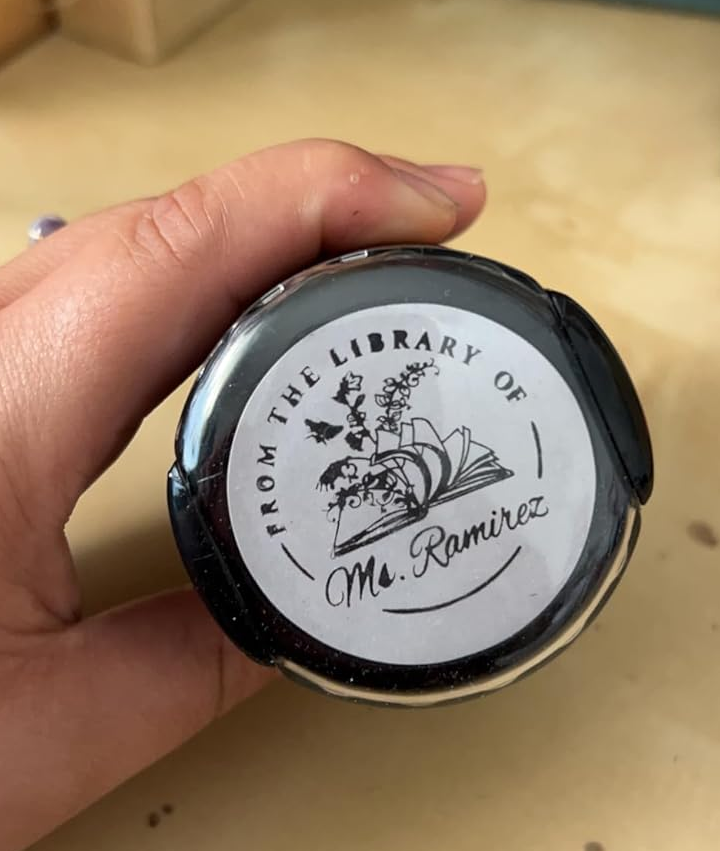 FROM THE LIBRARY OF
Ms. Ramirez